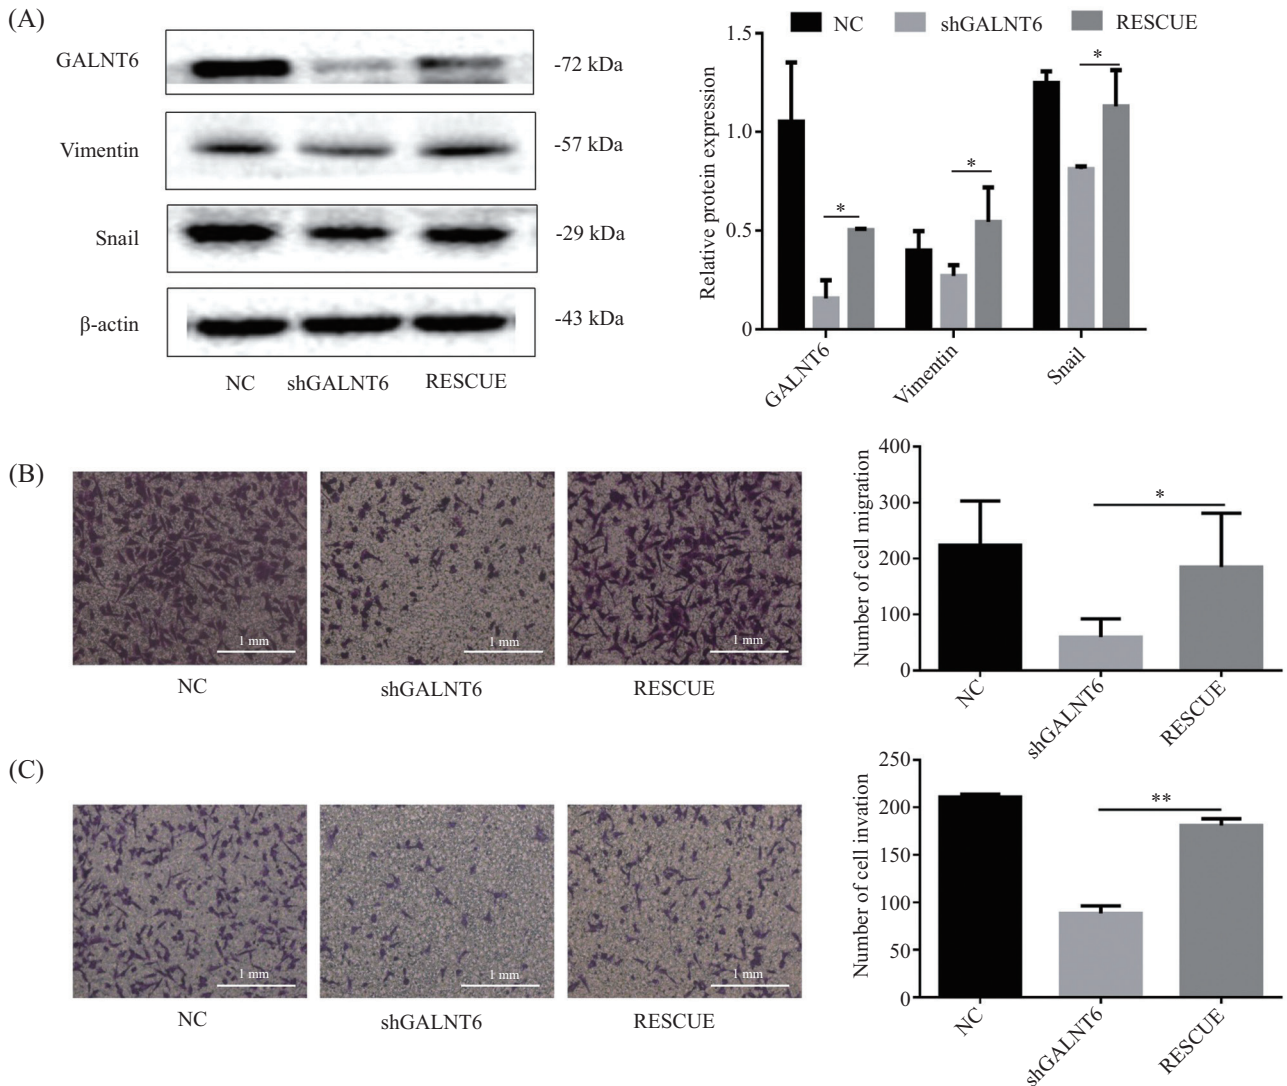 (A)
GALNT6
-72 kDa
Vimentin
-57 kDa
Snail
-29 kDa
β-actin
-43 kDa
NC shGALNT6 RESCUE
NC shGALNT6 RESCUE
Relative protein expression
1.5
1.0
0.5
0
*
*
*
GALNT6 Vimentin Snail
(B)
1 mm 1 mm 1 mm
NC shGALNT6 RESCUE
Number of cell migration
400
300
200
100
0
*
NC shGALNT6 RESCUE
(C)
1 mm 1 mm 1 mm
NC shGALNT6 RESCUE
Number of cell invation
250
200
150
100
50
0
**
NC shGALNT6 RESCUE